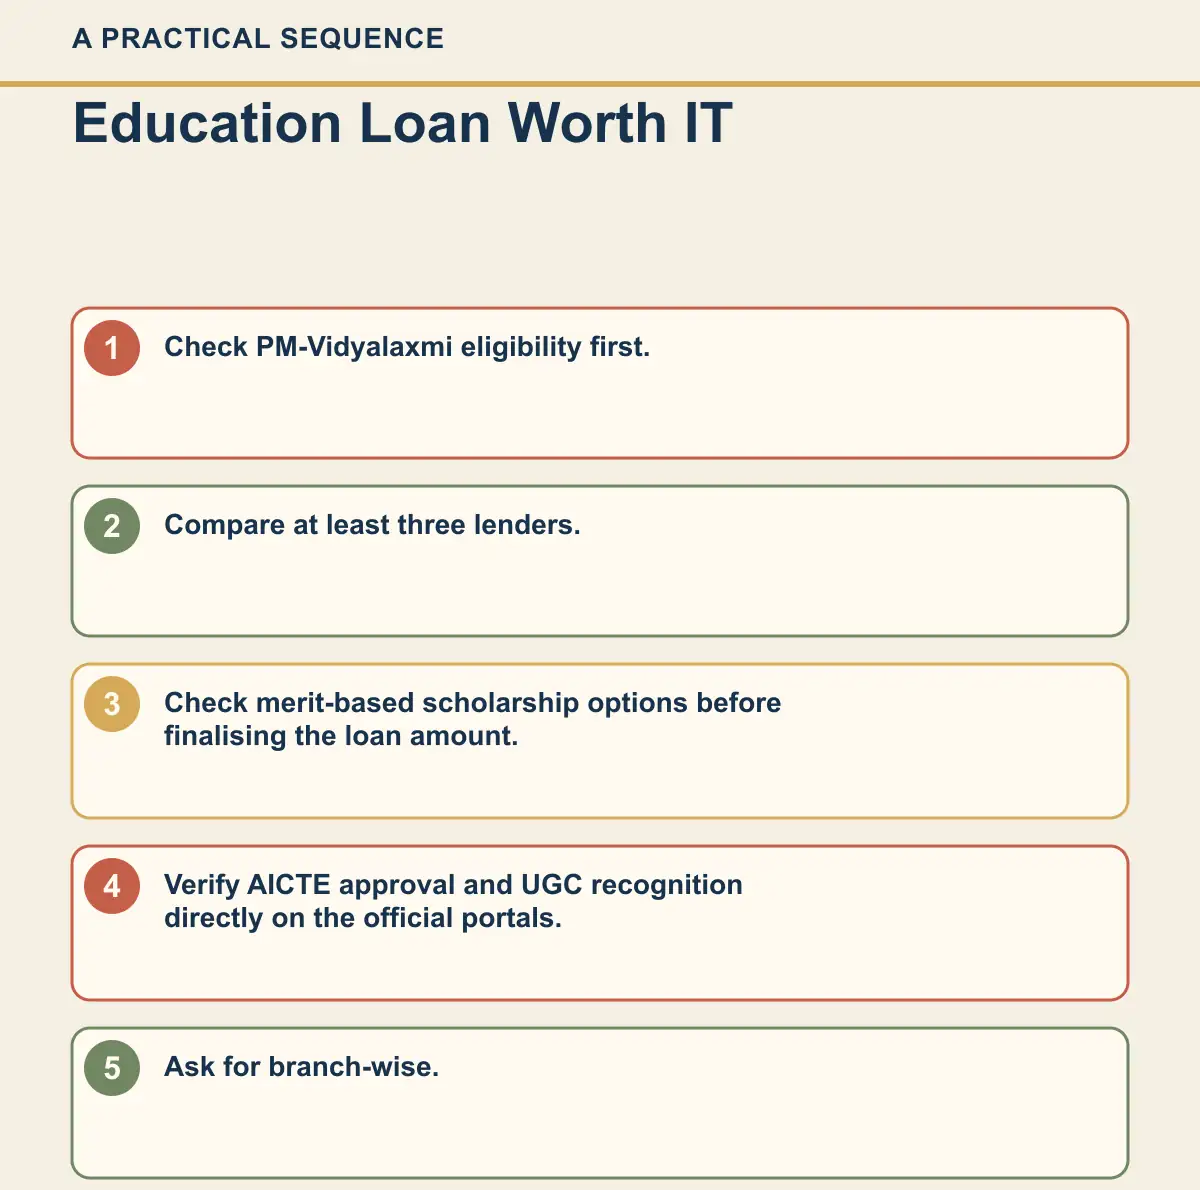 A PRACTICAL SEQUENCE
Education Loan Worth IT
1
Check PM-Vidyalaxmi eligibility first.
2
Compare at least three lenders.
3
Check merit-based scholarship options before
finalising the loan amount.
4
Verify AICTE approval and UGC recognition
directly on the official portals.
5
Ask for branch-wise.